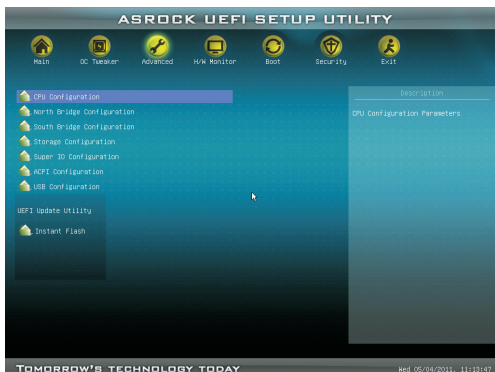 ASROCK UEFI SETUP UTILITY
Main OC Tweaker Advanced H/W Monitor Boot Security Exit
CPU Configuration
North Bridge Configuration
South Bridge Configuration
Storage Configuration
Super IO Configuration
ACPI Configuration
USB Configuration
UEFI Update Utility
Instant Flash
Description
CPU Configuration Parameters
TOMORROW'S TECHNOLOGY TODAY
Wed 05/04/2011, 11:13:47